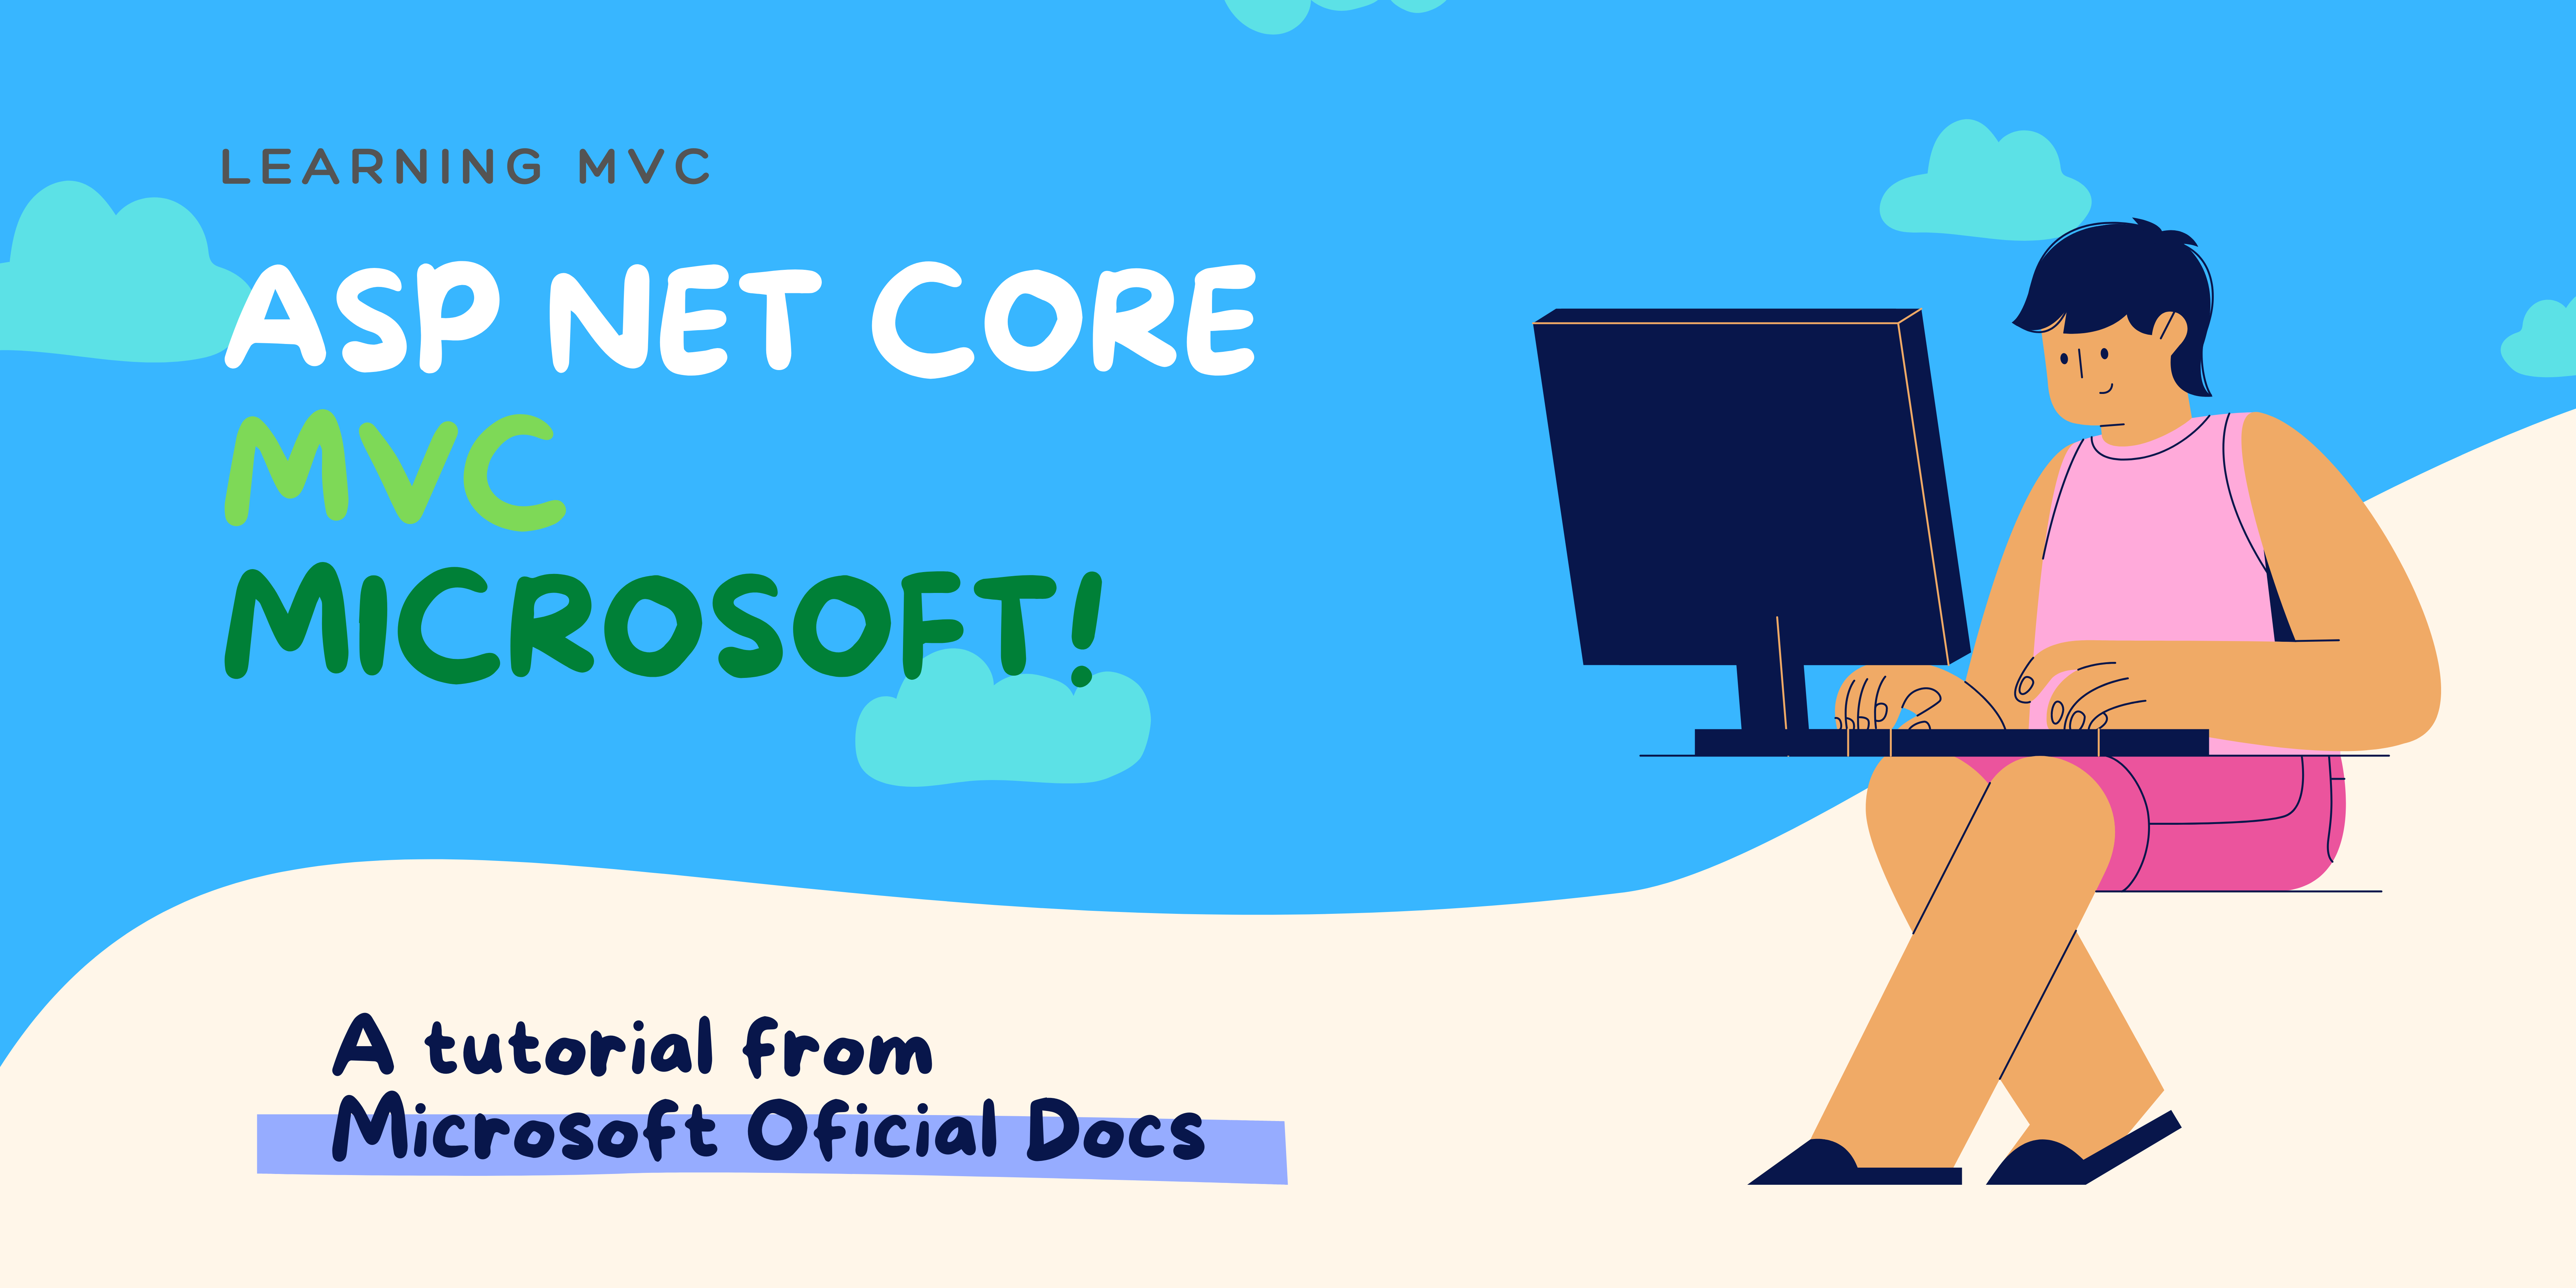 LEARNING MVC
ASP NET CORE
MVC
MICROSOFT!
A tutorial from
Microsoft Oficial Docs